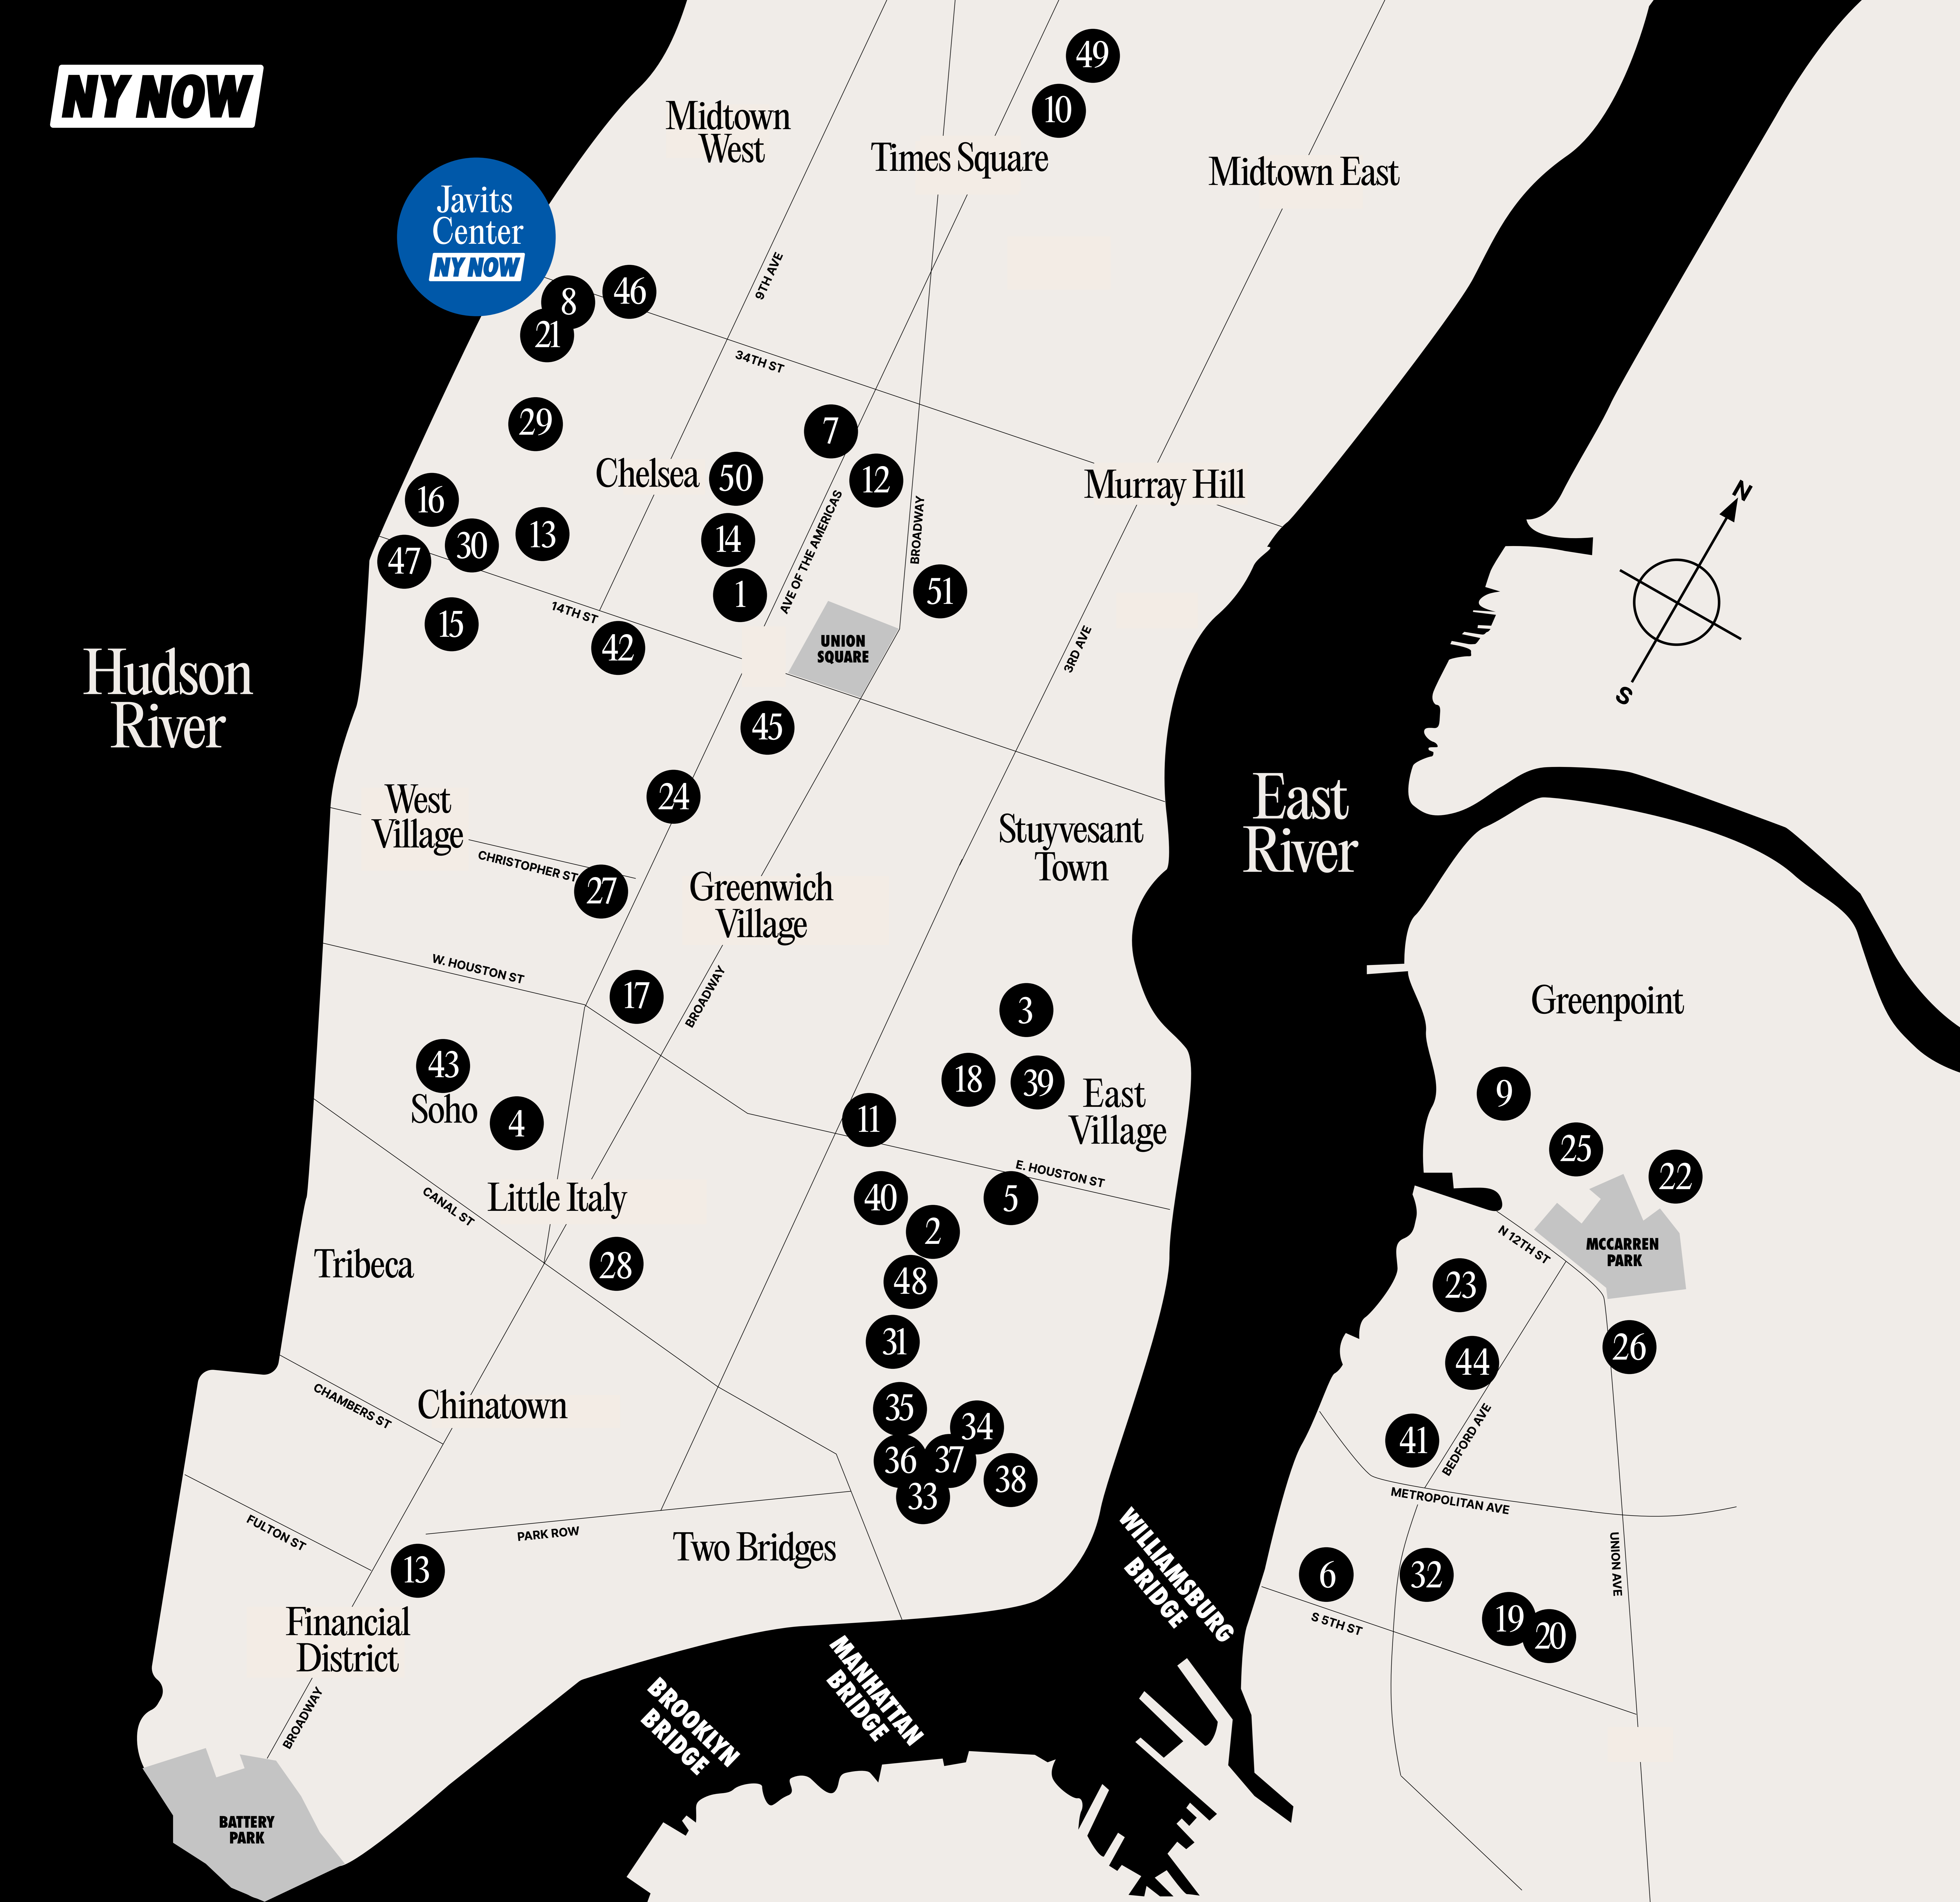 NY NOW
49
10
Midtown
West
Times Square
Midtown East
Javits
Center
NY NOW
8
46
21
9TH AVE
34TH ST
29
7
Chelsea
50
12
Murray Hill
16
AVE OF THE AMERICAS
BROADWAY
N
S
13
14
30
47
1
51
14TH ST
15
42
UNION
SQUARE
3RD AVE
Hudson
River
45
24
West
Village
East
River
Stuyvesant
Town
CHRISTOPHER ST
27
Greenwich
Village
W. HOUSTON ST
17
BROADWAY
3
Greenpoint
43
Soho
4
18
39
East
Village
9
11
25
22
E. HOUSTON ST
40
5
2
Little Italy
CANAL ST
28
Tribeca
48
N 12TH ST
MCCARREN
PARK
23
31
26
44
CHAMBERS ST
Chinatown
35
34
36
37
38
33
41
BEDFORD AVE
METROPOLITAN AVE
FULTON ST
PARK ROW
Two Bridges
13
WILLIAMSBURG
BRIDGE
6
32
UNION AVE
S 5TH ST
19
20
Financial
District
BROADWAY
MANHATTAN
BRIDGE
BROOKLYN
BRIDGE
BATTERY
PARK